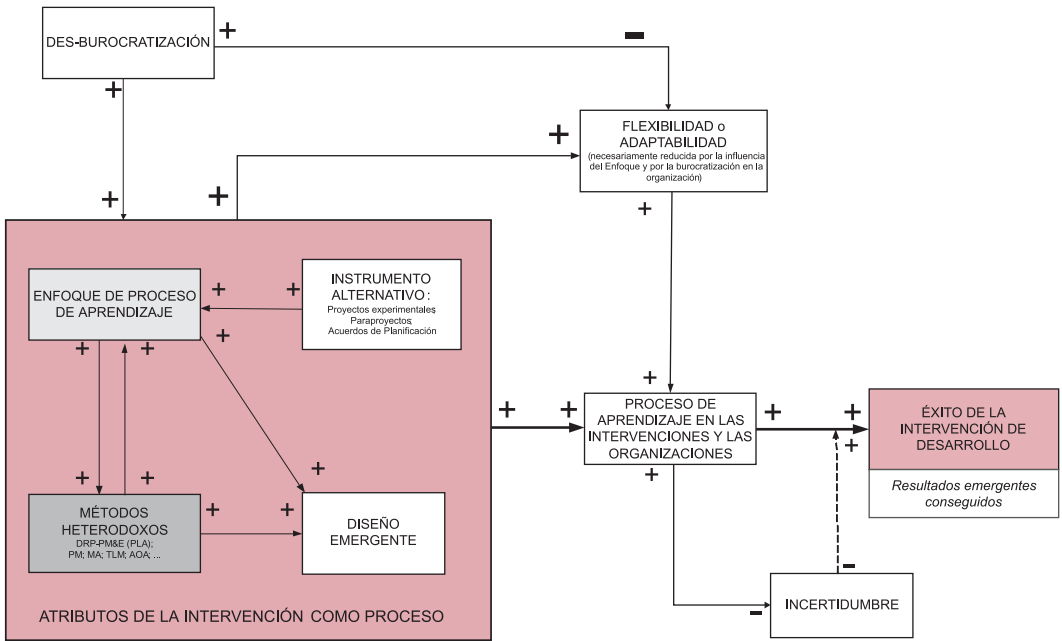 DES-BUROCRATIZACIÓN
+
−
+
FLEXIBILIDAD o
ADAPTABILIDAD
(necesariamente reducida por la influencia
del Enfoque y por la burocratización en la
organización)
+
+
+
+
ENFOQUE DE PROCESO
DE APRENDIZAJE
+
+
INSTRUMENTO
ALTERNATIVO :
Proyectos experimentales
Paraproyectos;
Acuerdos de Planificación
+
+
+
+
+
+
+
MÉTODOS
HETERODOXOS
DRP-PM&E (PLA);
PM; MA; TLM; AOA; ...
+
+
DISEÑO
EMERGENTE
ATRIBUTOS DE LA INTERVENCIÓN COMO PROCESO
+
+
+
PROCESO DE
APRENDIZAJE EN LAS
INTERVENCIONES Y LAS
ORGANIZACIONES
+
+
+
+
ÉXITO DE LA
INTERVENCIÓN DE
DESARROLLO
Resultados emergentes
conseguidos
−
−
INCERTIDUMBRE